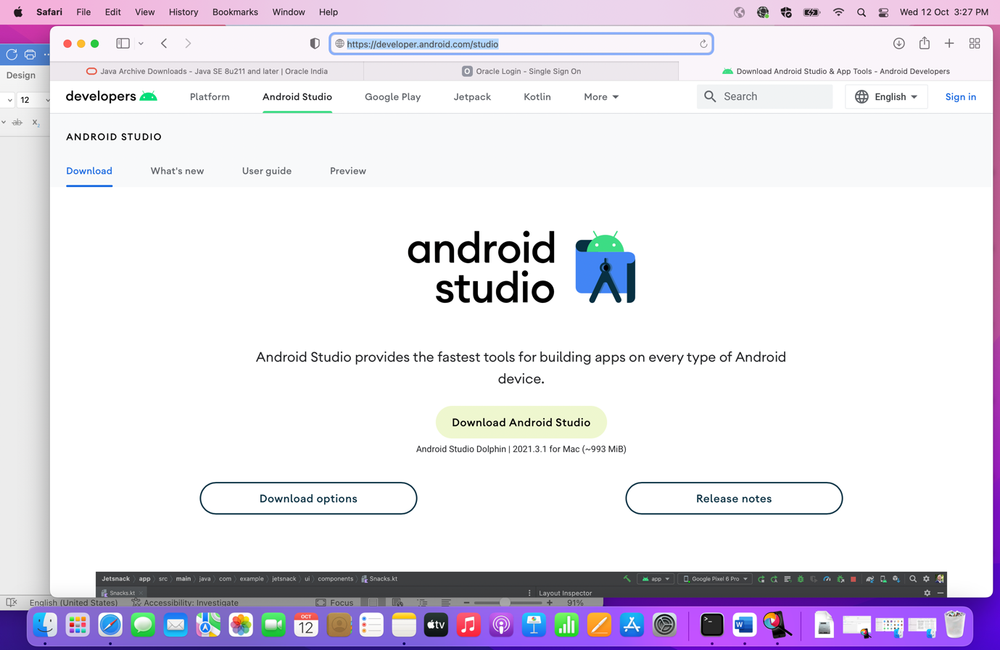 Safari File Edit View History Bookmarks Window Help Wed 12 Oct 3:27 PM
https://developer.android.com/studio
Java Archive Downloads - Java SE 8u211 and later | Oracle India
O Oracle Login - Single Sign On
Download Android Studio & App Tools - Android Developers
Design
12
ab
x₂
developers Platform Android Studio Google Play Jetpack Kotlin More Search English Sign in
ANDROID STUDIO
Download What's new User guide Preview
android
studio
Android Studio provides the fastest tools for building apps on every type of Android
device.
Download Android Studio
Android Studio Dolphin | 2021.3.1 for Mac (~993 MiB)
Download options Release notes
Jetsnack app src main java com example jetsnack ui components Snacks.kt app Google Pixel 6 Pro
Snacks.kt Layout Inspector
English (United States) Accessibility: Investigate Focus 91%
OCT
12
tv
W